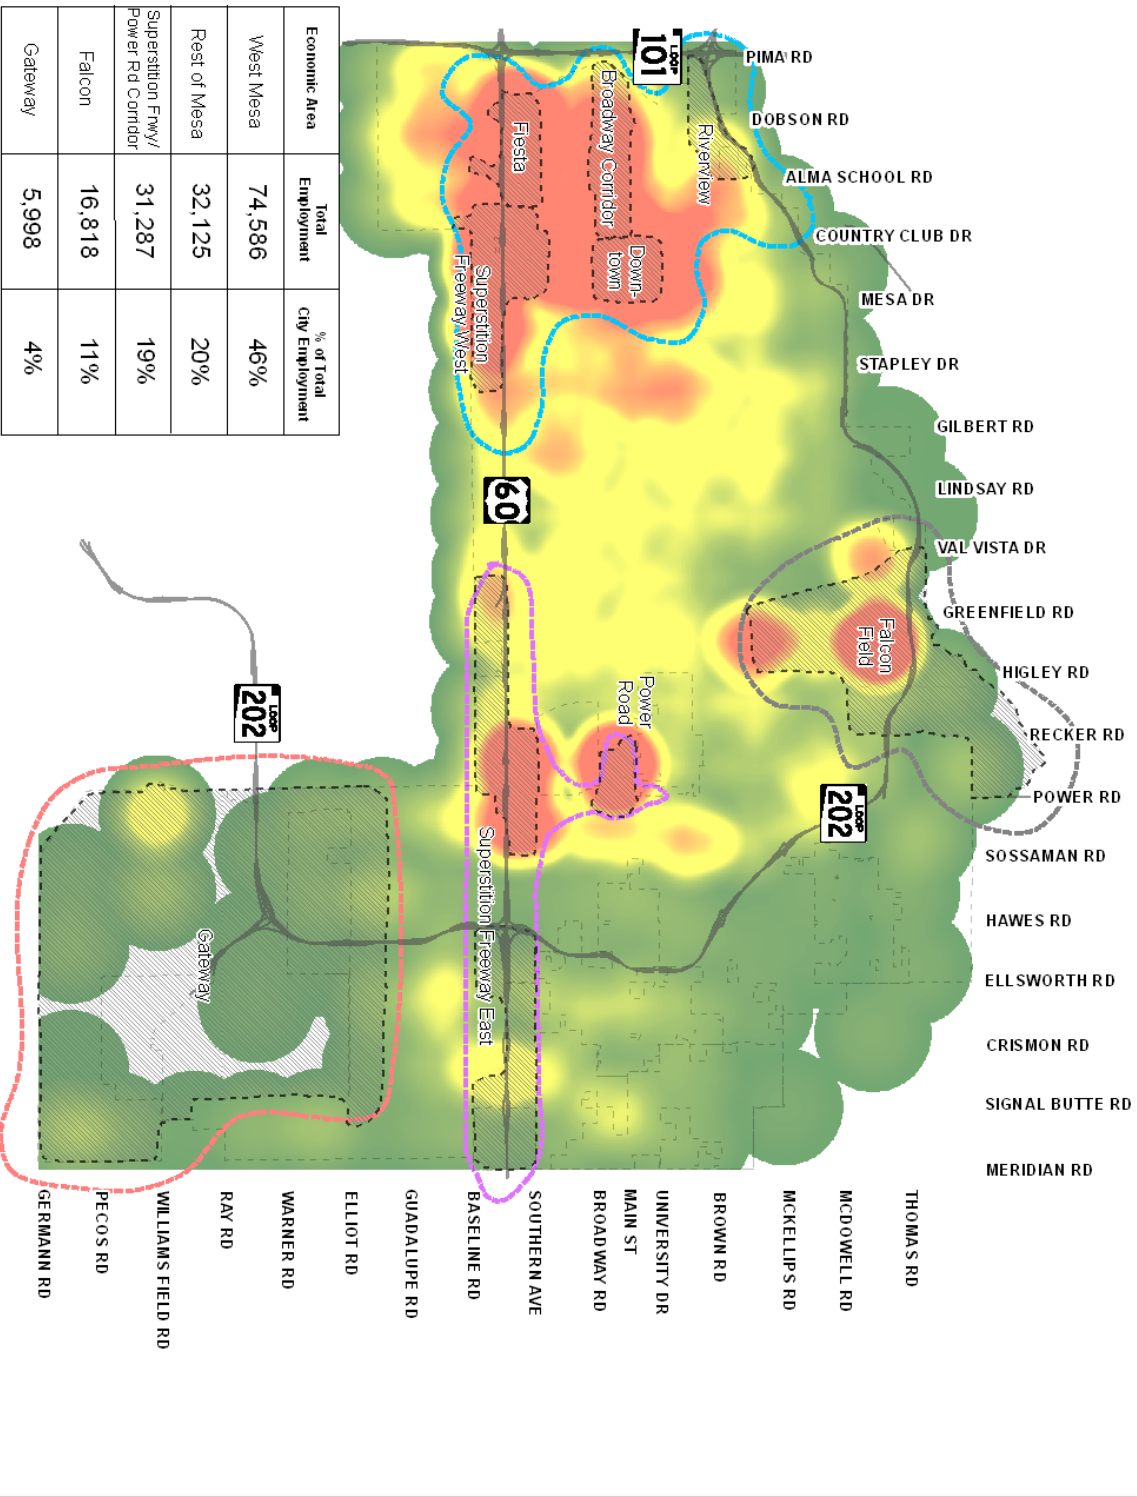 PIMA RD
DOBSON RD
ALMA SCHOOL RD
COUNTRY CLUB DR
MESA DR
STAPLEY DR
GILBERT RD
LINDSAY RD
VAL VISTA DR
GREENFIELD RD
HIGLEY RD
RECKER RD
POWER RD
SOSSAMAN RD
HAWES RD
ELLSWORTH RD
CRISMON RD
SIGNAL BUTTE RD
MERIDIAN RD
THOMAS RD
MCDOWELL RD
MCKELLIPS RD
BROWN RD
UNIVERSITY DR
MAIN ST
BROADWAY RD
SOUTHERN AVE
BASELINE RD
GUADALUPE RD
ELLIOT RD
WARNER RD
RAY RD
WILLIAMS FIELD RD
PECOS RD
GERMANN RD
LOOP
101
60
LOOP
202
LOOP
202
Riverview
Broadway Corridor
Down-
town
Fiesta
Superstition
Freeway West
Falcon
Field
Power
Road
Superstition Freeway East
Gateway
Economic Area
Total
Employment
% of Total
City Employment
West Mesa
74,586
46%
Rest of Mesa
32,125
20%
Superstition Frwy/
Power Rd Corridor
31,287
19%
Falcon
16,818
11%
Gateway
5,998
4%